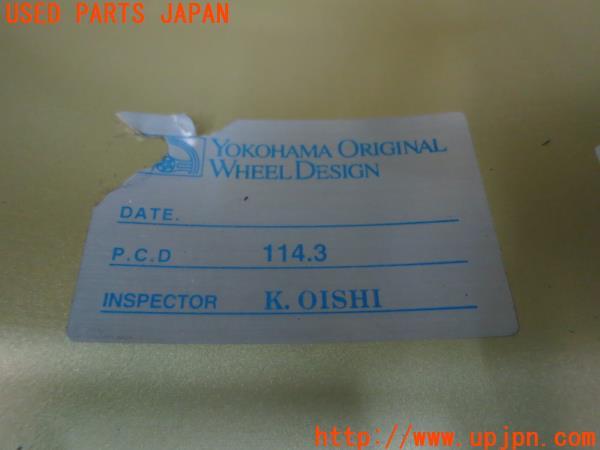 USED PARTS JAPAN
YOKOHAMA ORIGINAL
WHEEL DESIGN
DATE.
P.C.D 114.3
INSPECTOR K. OISHI
http://www.upjpn.com/